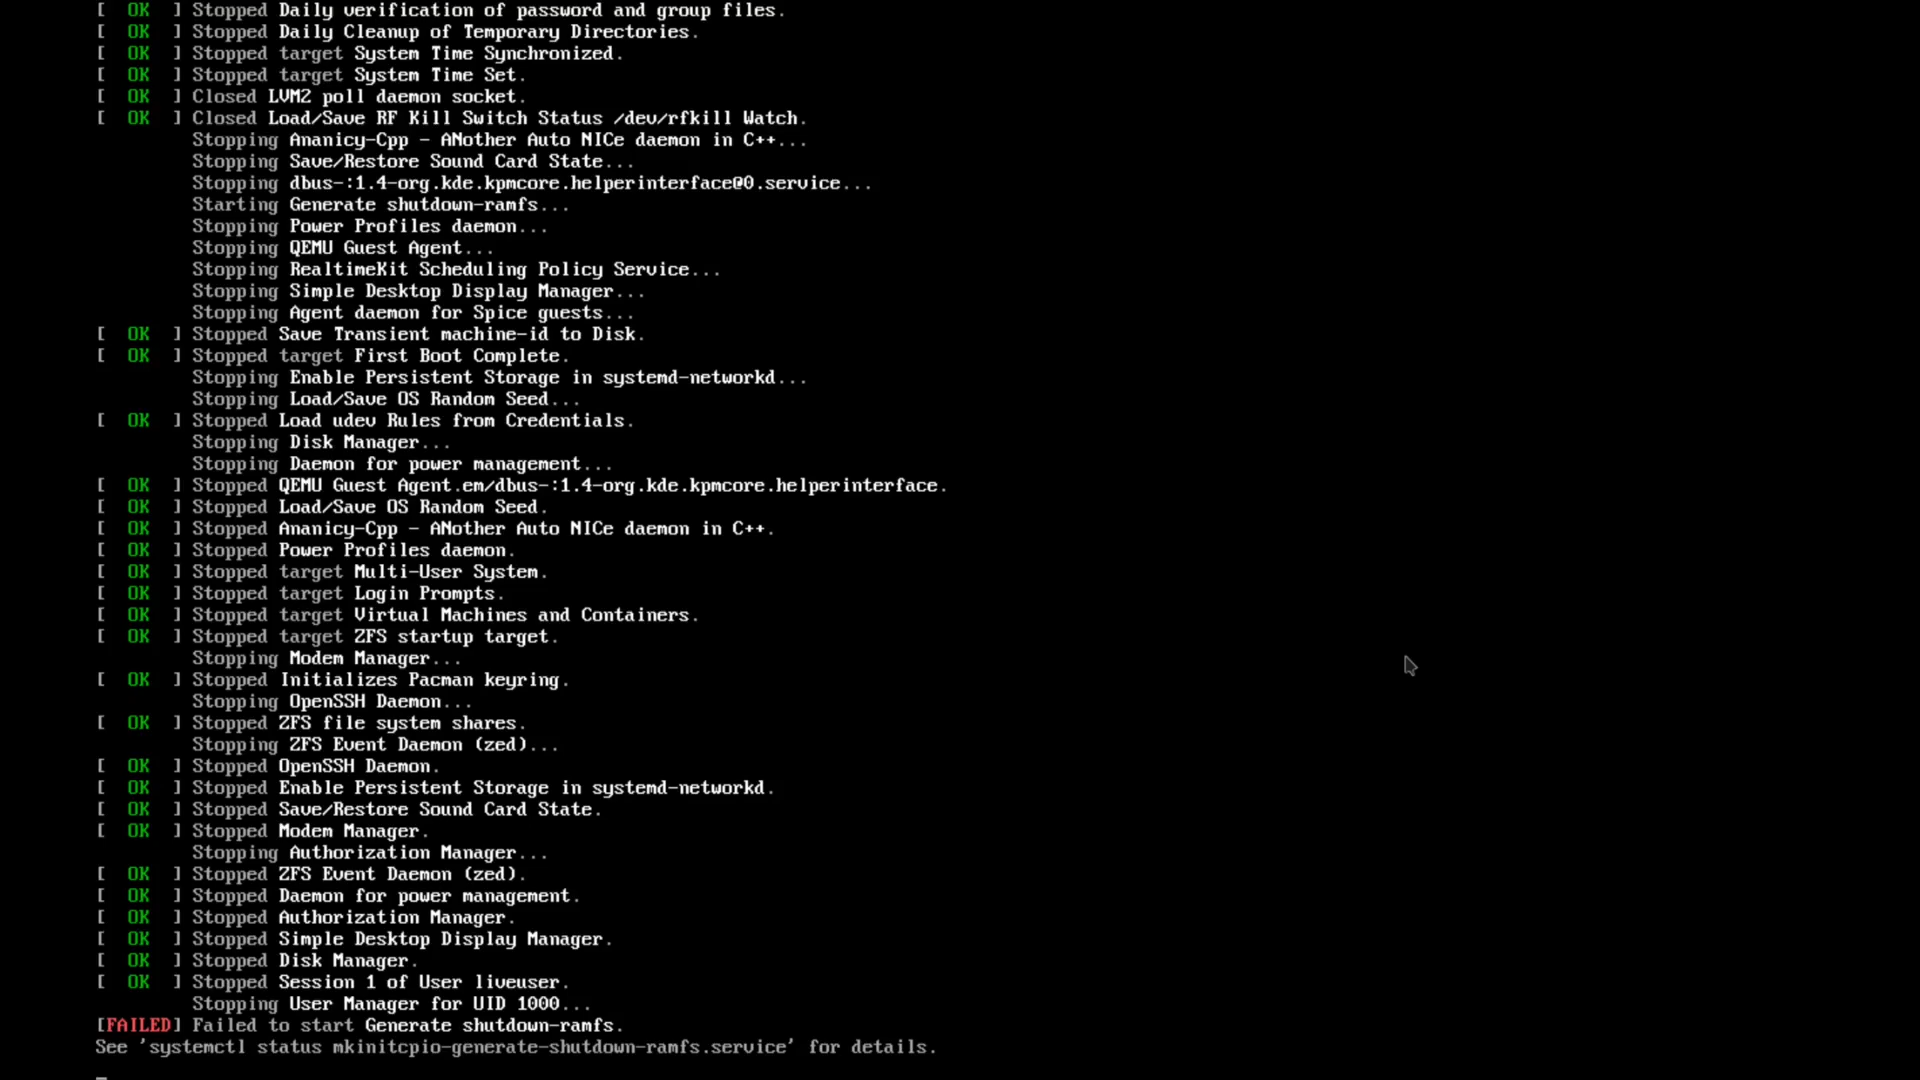 [  OK  ] Stopped Daily verification of password and group files.
[  OK  ] Stopped Daily Cleanup of Temporary Directories.
[  OK  ] Stopped target System Time Synchronized.
[  OK  ] Stopped target System Time Set.
[  OK  ] Closed LVM2 poll daemon socket.
[  OK  ] Closed Load/Save RF Kill Switch Status /dev/rfkill Watch.
Stopping Ananicy-Cpp - ANother Auto NICe daemon in C++...
Stopping Save/Restore Sound Card State...
Stopping dbus-:1.4-org.kde.kpmcore.helperinterface@0.service...
Starting Generate shutdown-ramfs...
Stopping Power Profiles daemon...
Stopping QEMU Guest Agent...
Stopping RealtimeKit Scheduling Policy Service...
Stopping Simple Desktop Display Manager...
Stopping Agent daemon for Spice guests...
[  OK  ] Stopped Save Transient machine-id to Disk.
[  OK  ] Stopped target First Boot Complete.
Stopping Enable Persistent Storage in systemd-networkd...
Stopping Load/Save OS Random Seed...
[  OK  ] Stopped Load udev Rules from Credentials.
Stopping Disk Manager...
Stopping Daemon for power management...
[  OK  ] Stopped QEMU Guest Agent.em/dbus-:1.4-org.kde.kpmcore.helperinterface.
[  OK  ] Stopped Load/Save OS Random Seed.
[  OK  ] Stopped Ananicy-Cpp - ANother Auto NICe daemon in C++.
[  OK  ] Stopped Power Profiles daemon.
[  OK  ] Stopped target Multi-User System.
[  OK  ] Stopped target Login Prompts.
[  OK  ] Stopped target Virtual Machines and Containers.
[  OK  ] Stopped target ZFS startup target.
Stopping Modem Manager...
[  OK  ] Stopped Initializes Pacman keyring.
Stopping OpenSSH Daemon...
[  OK  ] Stopped ZFS file system shares.
Stopping ZFS Event Daemon (zed)...
[  OK  ] Stopped OpenSSH Daemon.
[  OK  ] Stopped Enable Persistent Storage in systemd-networkd.
[  OK  ] Stopped Save/Restore Sound Card State.
[  OK  ] Stopped Modem Manager.
Stopping Authorization Manager...
[  OK  ] Stopped ZFS Event Daemon (zed).
[  OK  ] Stopped Daemon for power management.
[  OK  ] Stopped Authorization Manager.
[  OK  ] Stopped Simple Desktop Display Manager.
[  OK  ] Stopped Disk Manager.
[  OK  ] Stopped Session 1 of User liveuser.
Stopping User Manager for UID 1000...
[FAILED] Failed to start Generate shutdown-ramfs.
See 'systemctl status mkinitcpio-generate-shutdown-ramfs.service' for details.